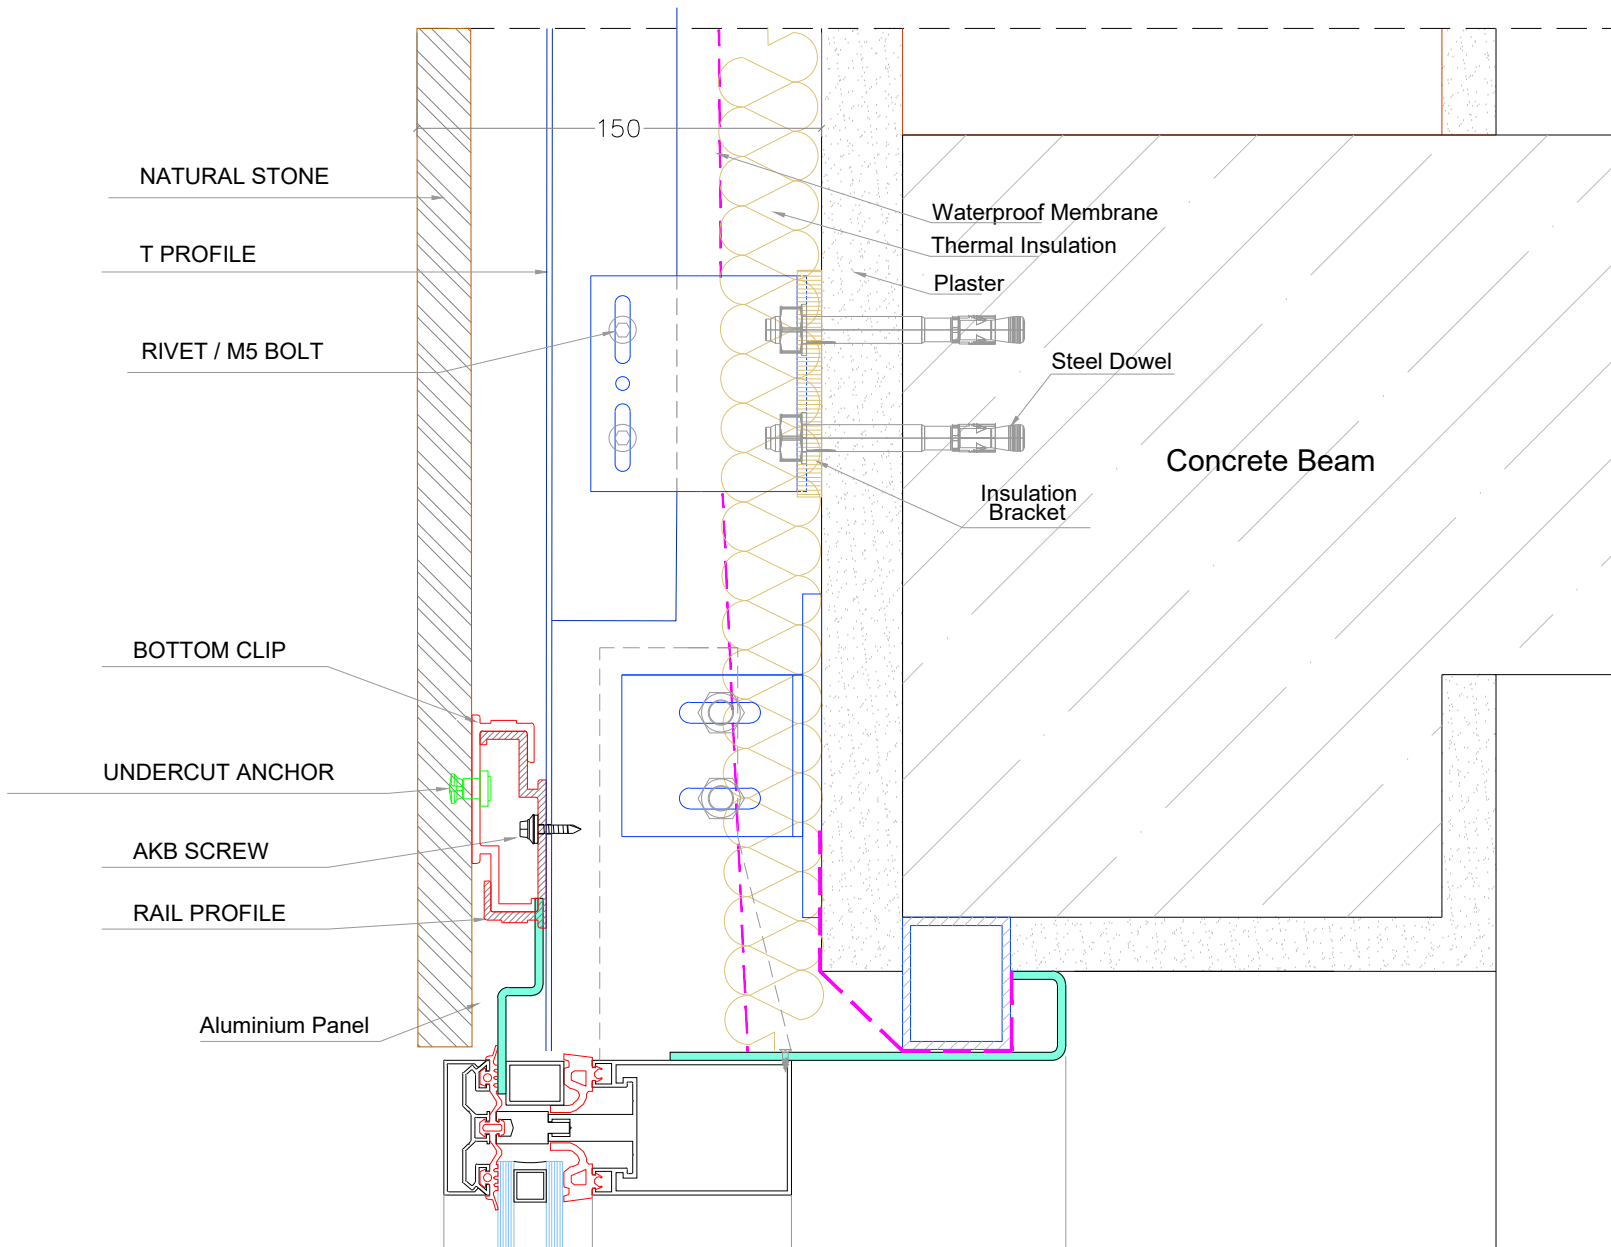 150
NATURAL STONE
T PROFILE
RIVET / M5 BOLT
BOTTOM CLIP
UNDERCUT ANCHOR
AKB SCREW
RAIL PROFILE
Aluminium Panel
Waterproof Membrane
Thermal Insulation
Plaster
Steel Dowel
Concrete Beam
Insulation
Bracket